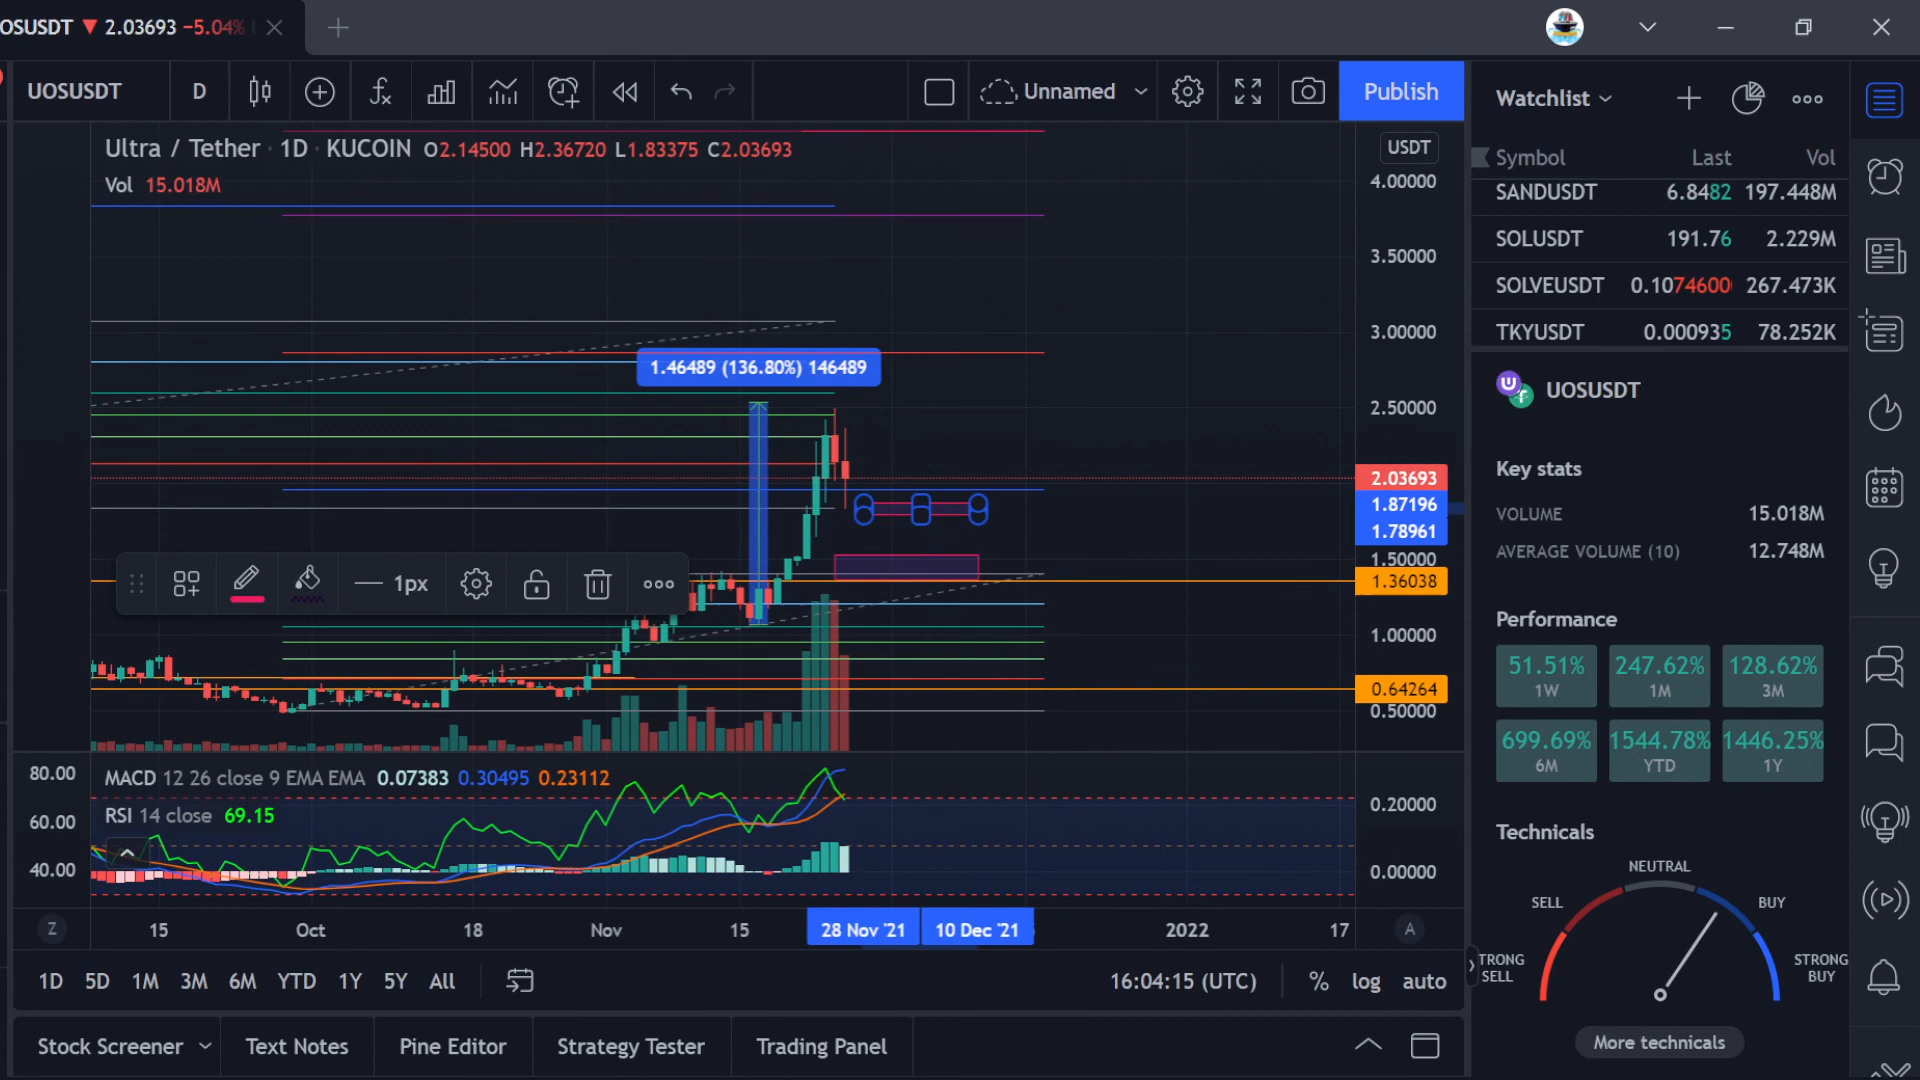 OSUSDT ▼ 2.03693 −5.04%
UOSUSDT D Unnamed Publish
Ultra / Tether · 1D · KUCOIN O2.14500 H2.36720 L1.83375 C2.03693
Vol 15.018M
USDT
4.00000
3.50000
3.00000
2.50000
2.03693
1.87196
1.78961
1.50000
1.36038
1.00000
0.64264
0.50000
1.46489 (136.80%) 146489
1px
80.00
60.00
40.00
MACD 12 26 close 9 EMA EMA 0.07383 0.30495 0.23112
RSI 14 close 69.15
0.20000
0.00000
Z 15 Oct 18 Nov 15 28 Nov '21 10 Dec '21 2022 17 A
1D 5D 1M 3M 6M YTD 1Y 5Y All 16:04:15 (UTC) % log auto
Stock Screener Text Notes Pine Editor Strategy Tester Trading Panel
Watchlist
Symbol Last Vol
SANDUSDT 6.8482 197.448M
SOLUSDT 191.76 2.229M
SOLVEUSDT 0.1074600 267.473K
TKYUSDT 0.000935 78.252K
UOSUSDT
Key stats
VOLUME 15.018M
AVERAGE VOLUME (10) 12.748M
Performance
51.51% 247.62% 128.62%
1W 1M 3M
699.69% 1544.78% 1446.25%
6M YTD 1Y
Technicals
NEUTRAL
SELL BUY
TRONG SELL STRONG BUY
More technicals